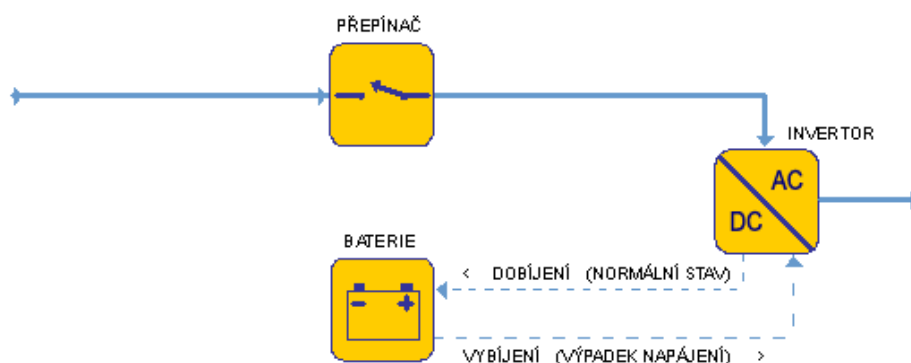 PŘEPÍNAČ
INVERTOR
AC
DC
BATERIE
< DOBÍJENÍ (NORMÁLNÍ STAV)
VYBÍJENÍ (VÝPADEK NAPÁJENÍ) >